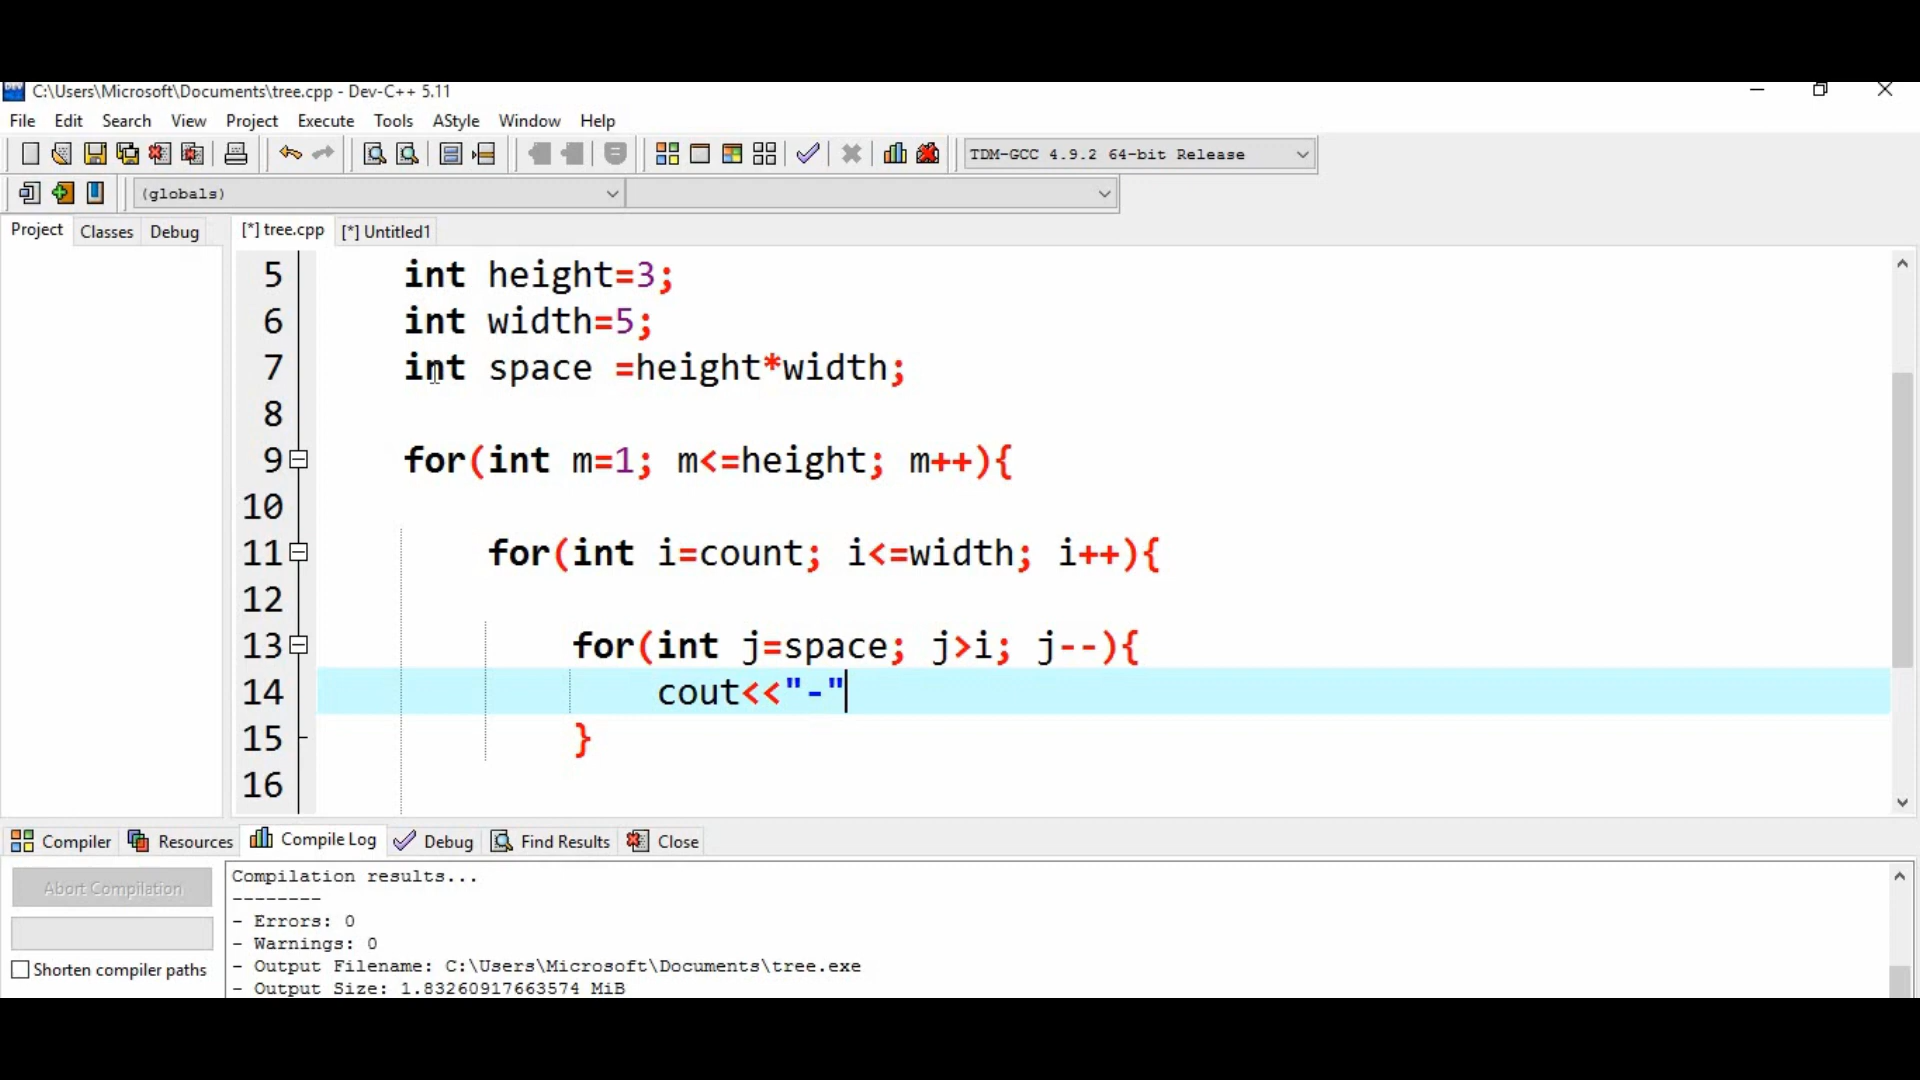 C:\Users\Microsoft\Documents\tree.cpp - Dev-C++ 5.11
File Edit Search View Project Execute Tools AStyle Window Help
TDM-GCC 4.9.2 64-bit Release
(globals)
Project Classes Debug [*] tree.cpp [*] Untitled1
5 int height=3;
6 int width=5;
7 int space =height*width;
8
9 for(int m=1; m<=height; m++){
10
11 for(int i=count; i<=width; i++){
12
13 for(int j=space; j>i; j--){
14 cout<<"-"
15 }
16
Compiler Resources Compile Log Debug Find Results Close
Abort Compilation
Shorten compiler paths
Compilation results...
--------
- Errors: 0
- Warnings: 0
- Output Filename: C:\Users\Microsoft\Documents\tree.exe
- Output Size: 1.83260917663574 MiB